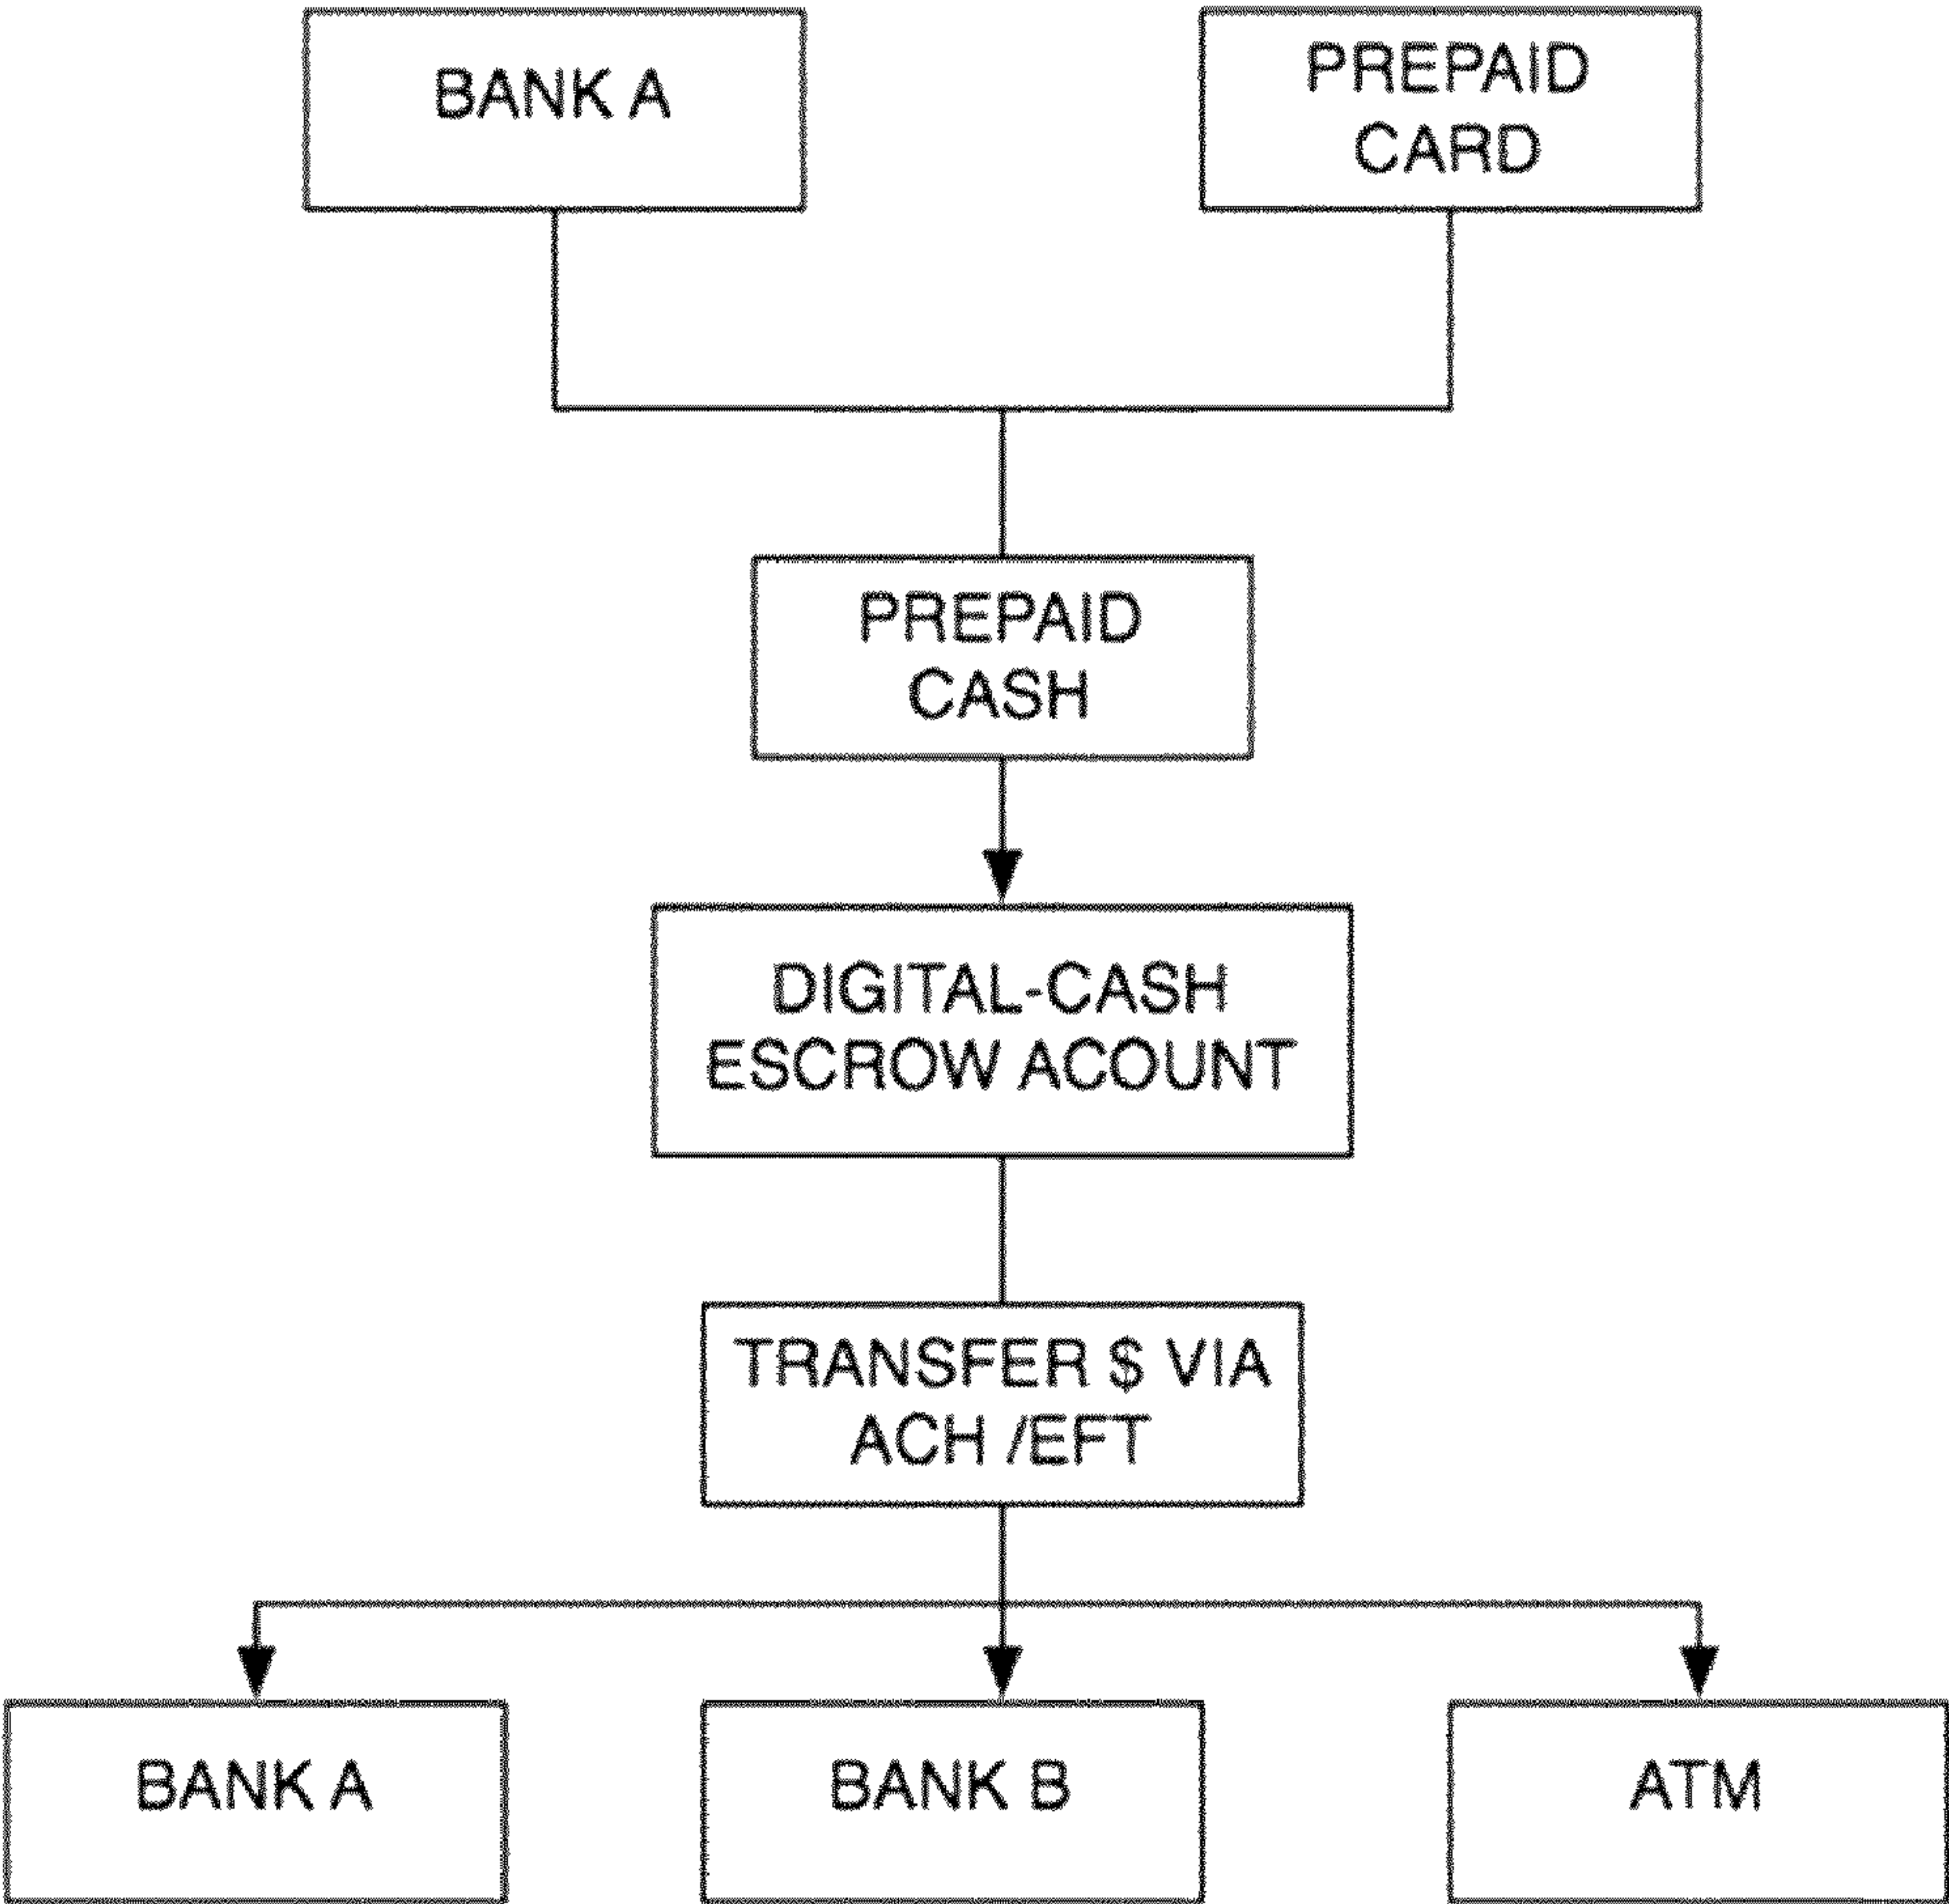 BANK A
PREPAID
CARD
PREPAID
CASH
DIGITAL-CASH
ESCROW ACOUNT
TRANSFER $ VIA
ACH /EFT
BANK A
BANK B
ATM